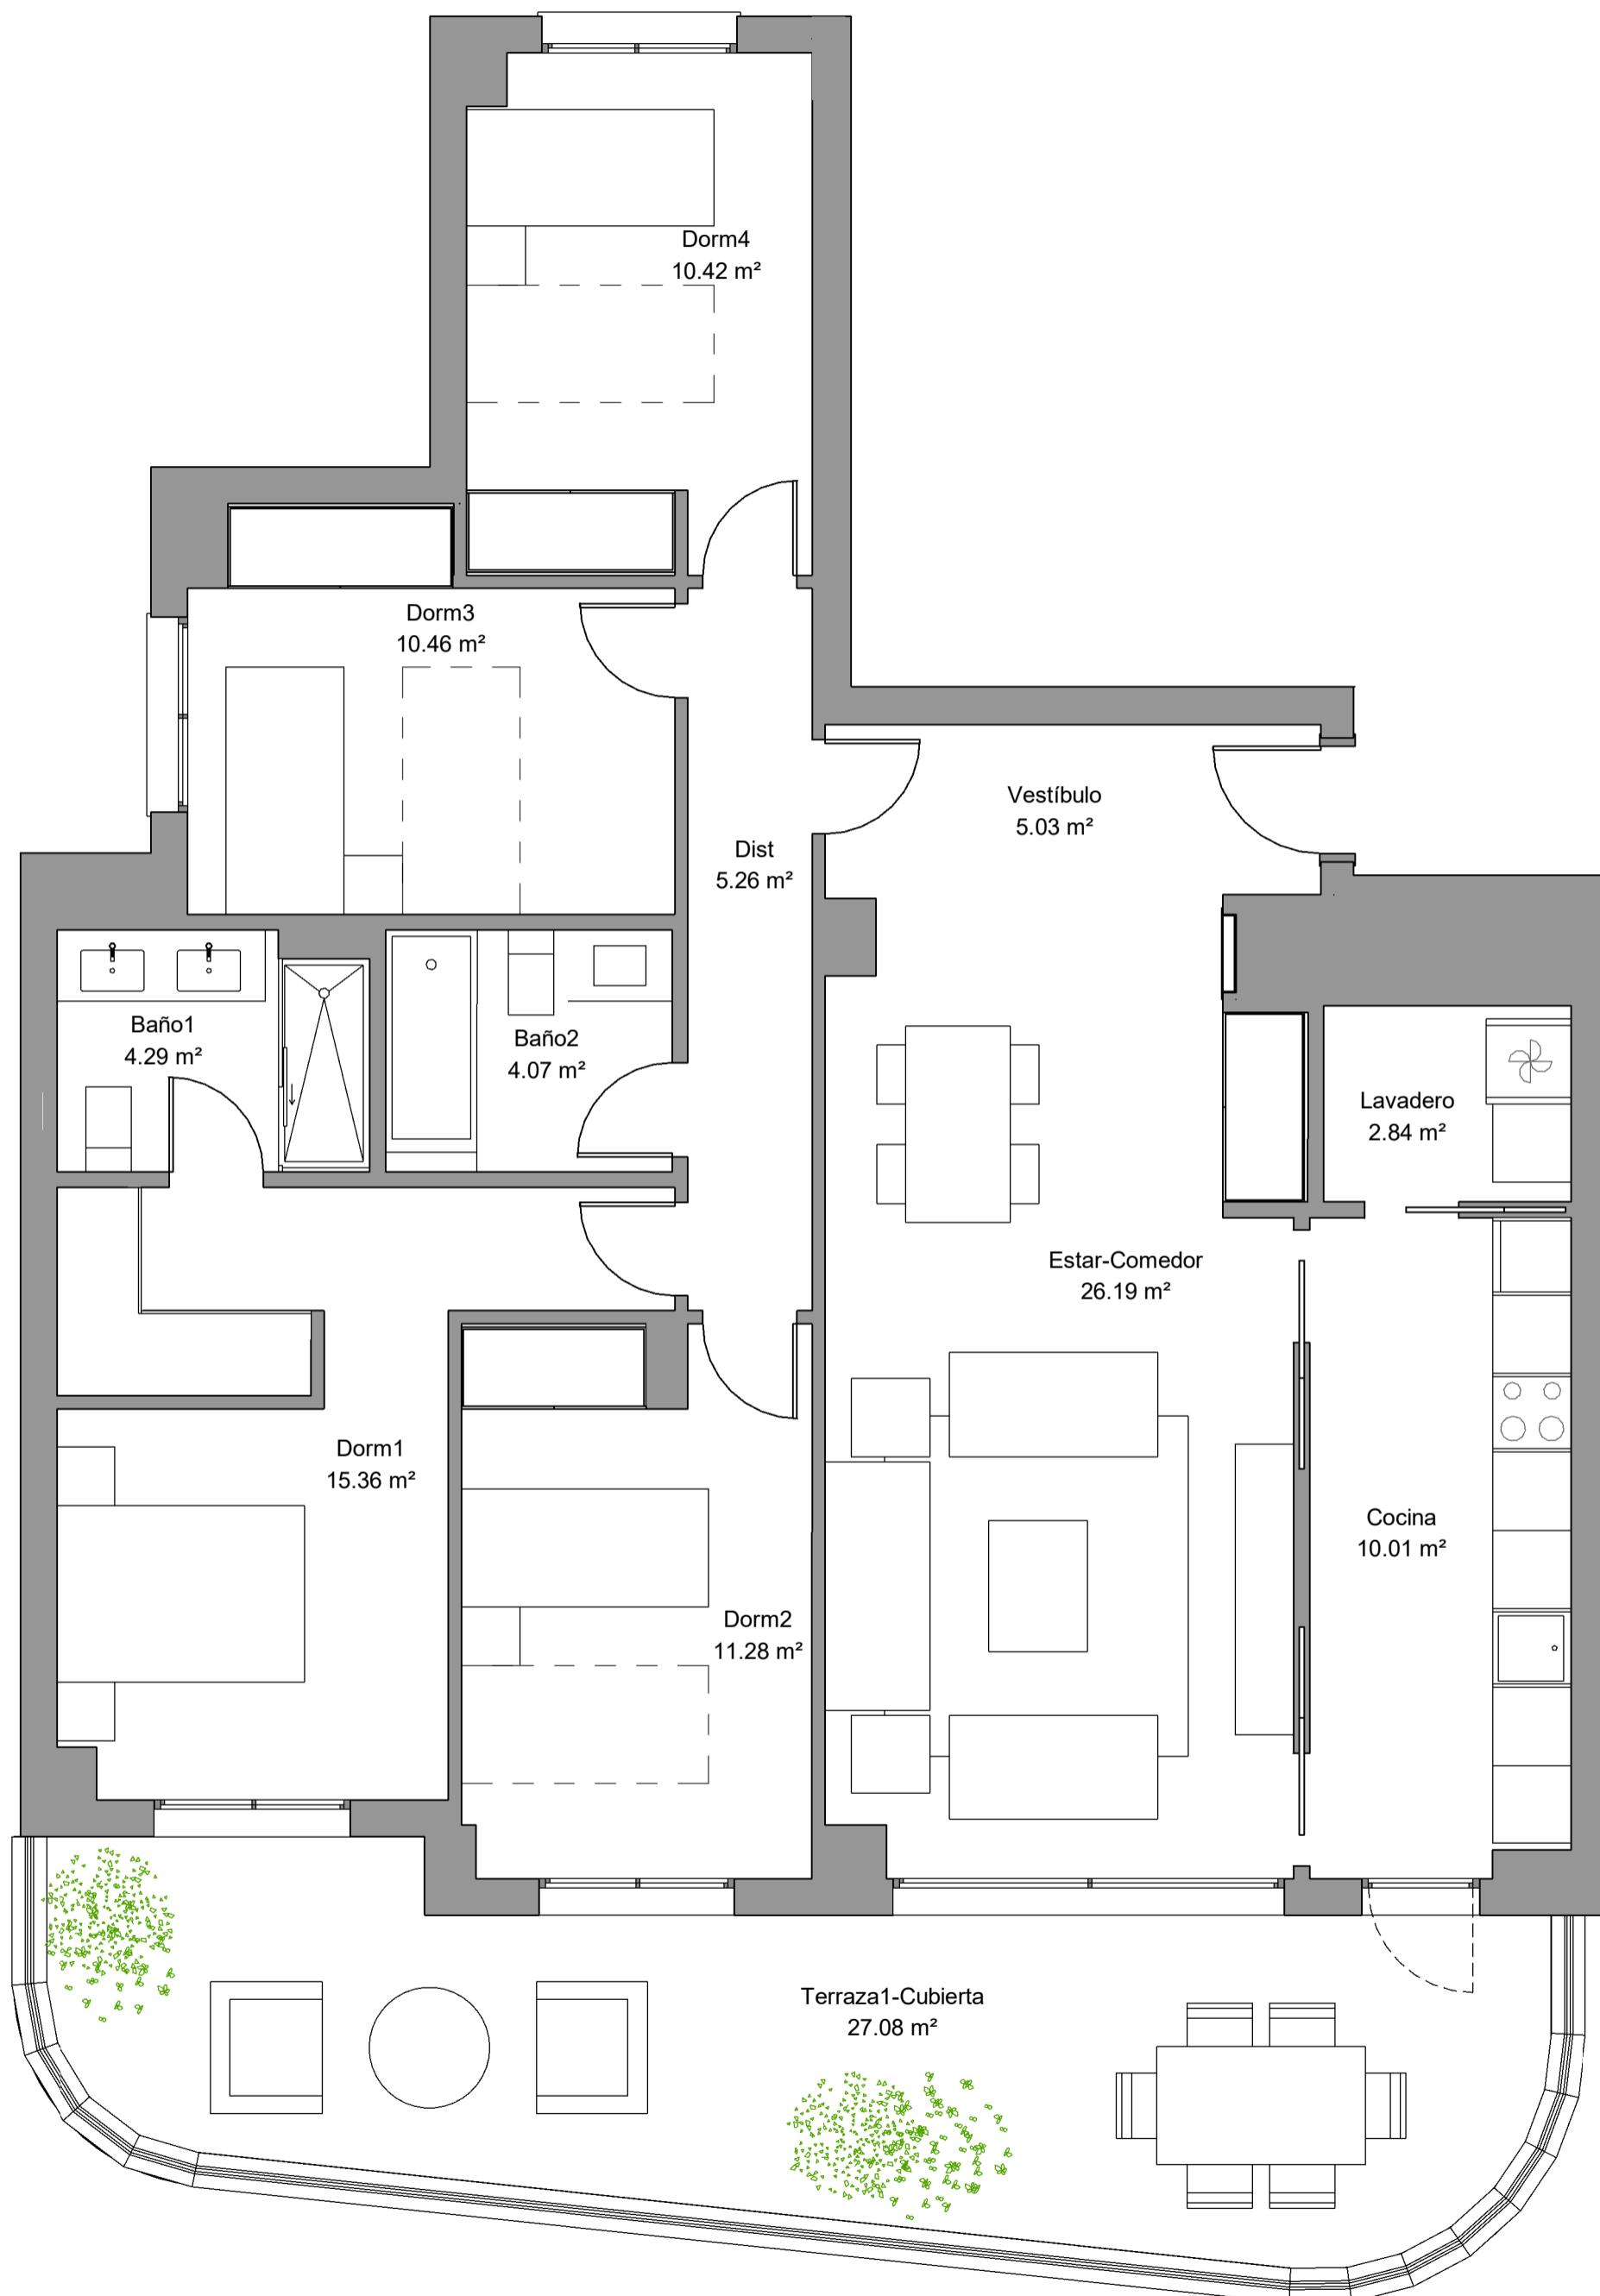 Dorm4
10.42 m²
Dorm3
10.46 m²
Vestíbulo
5.03 m²
Dist
5.26 m²
Baño1
4.29 m²
Baño2
4.07 m²
Lavadero
2.84 m²
Estar-Comedor
26.19 m²
Dorm1
15.36 m²
Cocina
10.01 m²
Dorm2
11.28 m²
Terraza1-Cubierta
27.08 m²